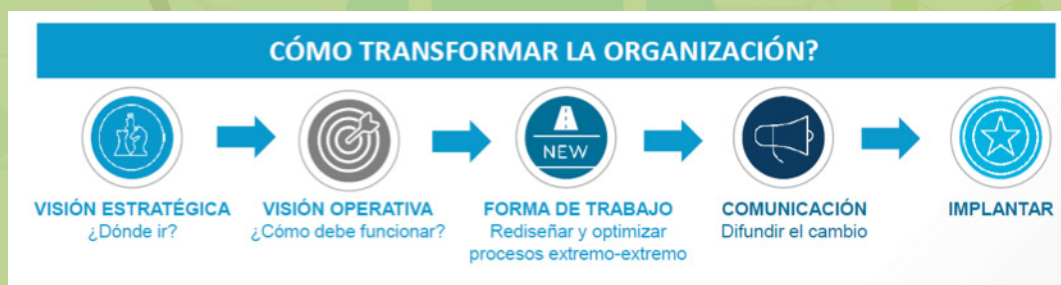 CÓMO TRANSFORMAR LA ORGANIZACIÓN?
NEW
VISIÓN ESTRATÉGICA
¿Dónde ir?
VISIÓN OPERATIVA
¿Cómo debe funcionar?
FORMA DE TRABAJO
Rediseñar y optimizar
procesos extremo-extremo
COMUNICACIÓN
Difundir el cambio
IMPLANTAR